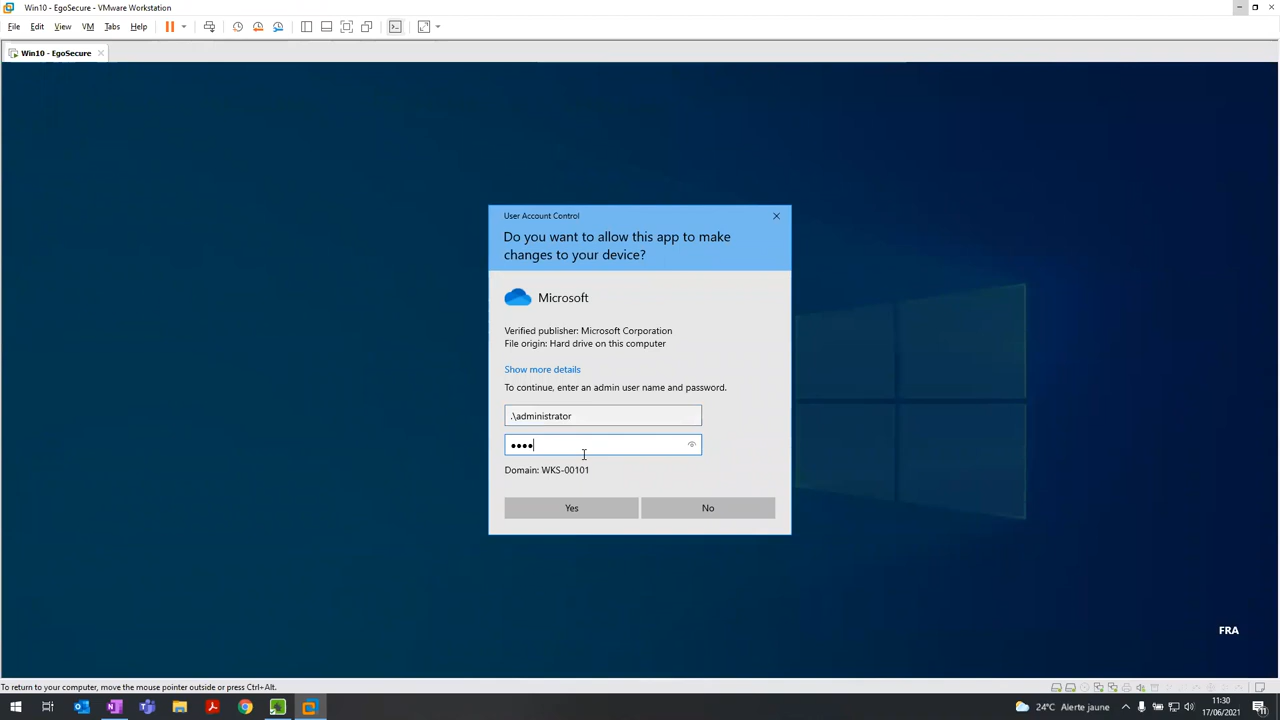 Win10 - EgoSecure - VMware Workstation
File Edit View VM Tabs Help
Win10 - EgoSecure
User Account Control
Do you want to allow this app to make
changes to your device?
Microsoft
Verified publisher: Microsoft Corporation
File origin: Hard drive on this computer
Show more details
To continue, enter an admin user name and password.
.\administrator
●●●●
Domain: WKS-00101
Yes No
FRA
To return to your computer, move the mouse pointer outside or press Ctrl+Alt.
24°C Alerte jaune
11:30
17/06/2021